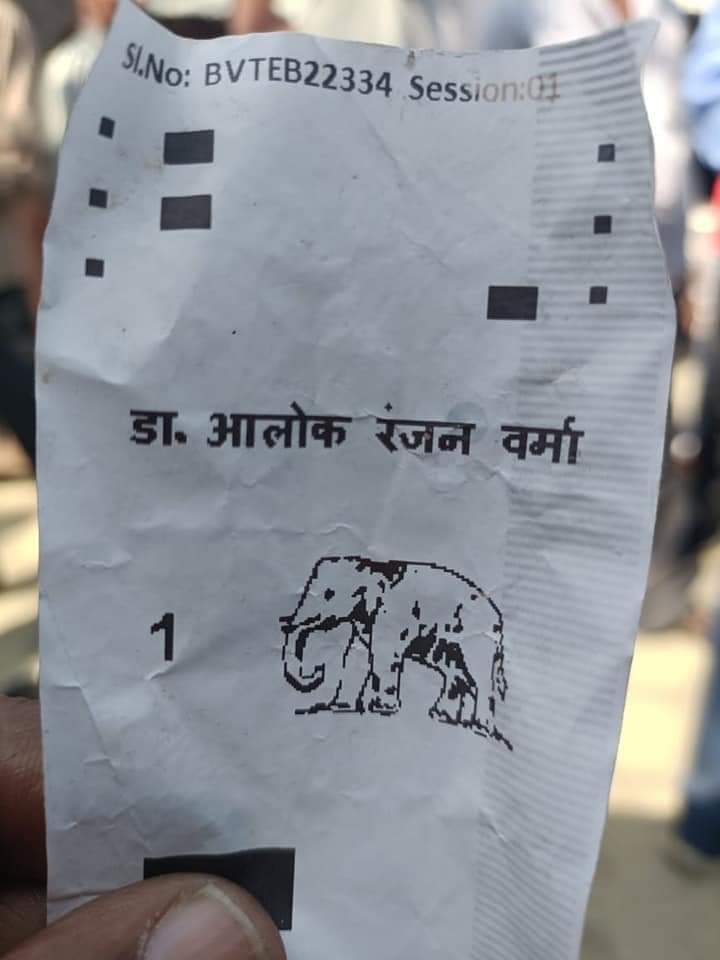 Sl.No: BVTEB22334 Session:01
डा. आलोक रंजन वर्मा
1